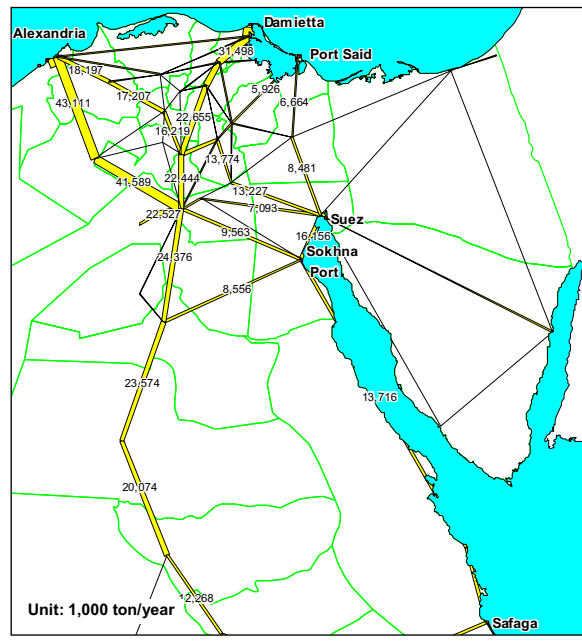 Damietta
Alexandria
31,498
Port Said
18,197
5,926
17,207
43,111
6,664
22,655
16,219
13,774
8,481
22,444
41,589
13,227
7,093
22,527
Suez
9,563
16,156
24,376
Sokhna
Port
8,556
23,574
13,716
20,074
12,268
Unit: 1,000 ton/year
Safaga